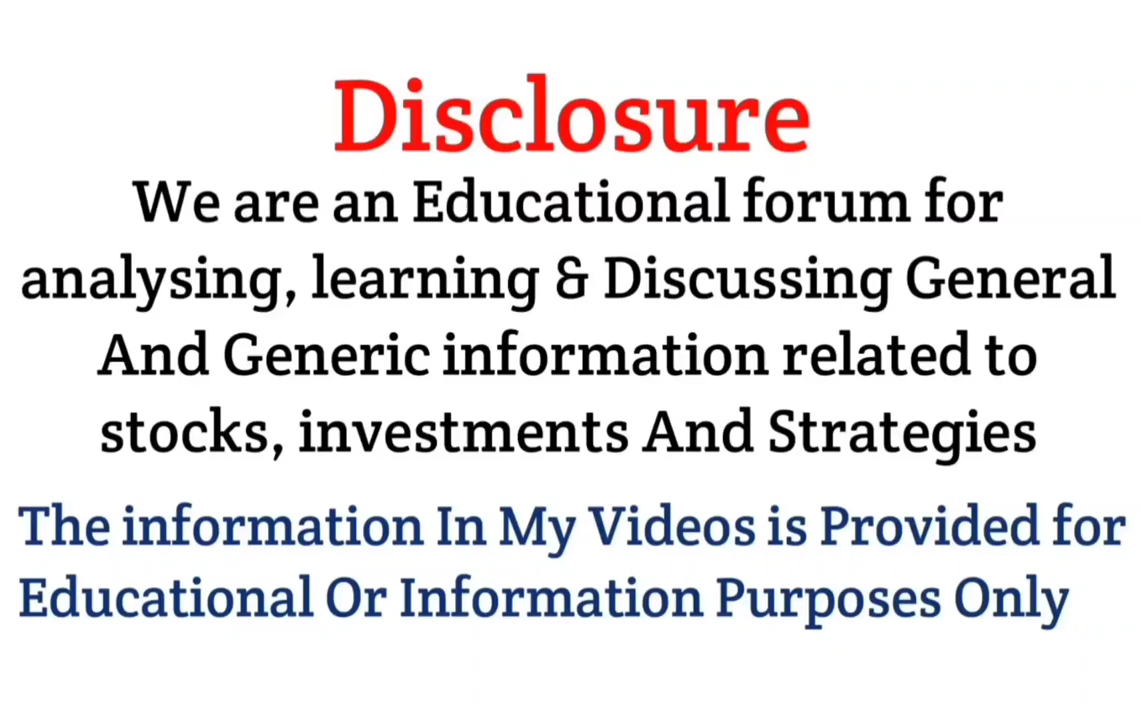 Disclosure
We are an Educational forum for
analysing, learning & Discussing General
And Generic information related to
stocks, investments And Strategies
The information In My Videos is Provided for
Educational Or Information Purposes Only